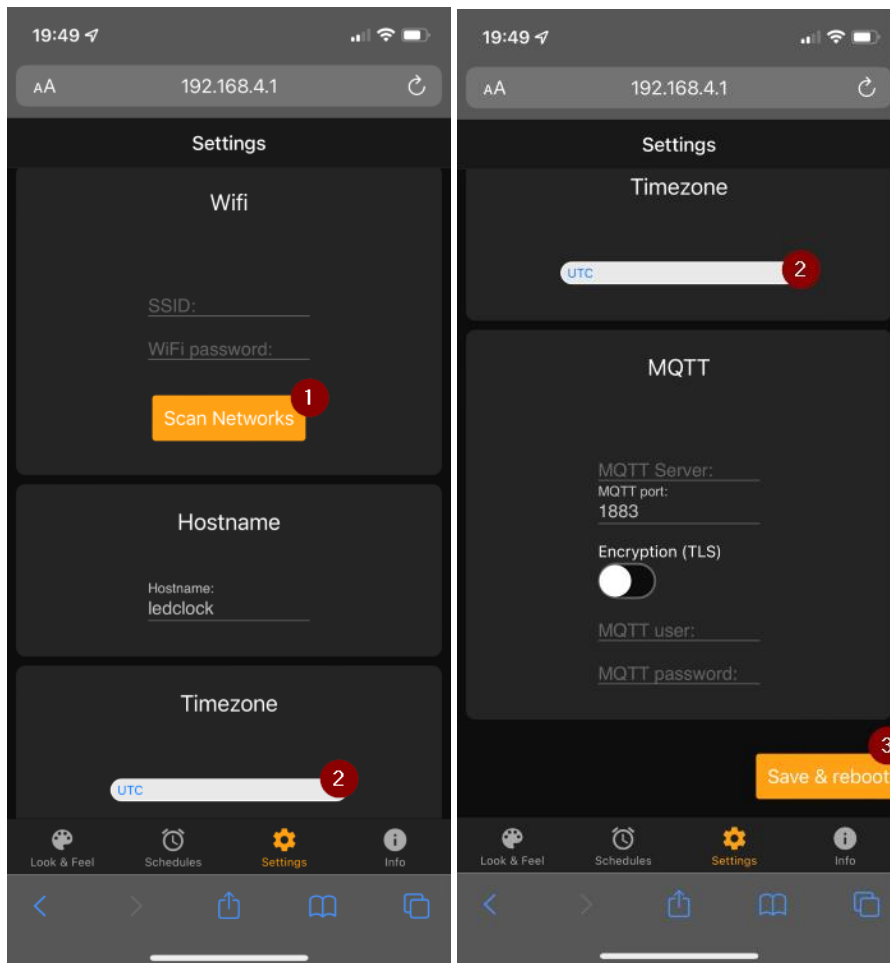 19:49
AA 192.168.4.1
Settings
Wifi
SSID:
WiFi password:
1
Scan Networks
Hostname
Hostname:
ledclock
Timezone
2
UTC
Look & Feel Schedules Settings Info
19:49
AA 192.168.4.1
Settings
Timezone
2
UTC
MQTT
MQTT Server:
MQTT port:
1883
Encryption (TLS)
MQTT user:
MQTT password:
3
Save & reboot
Look & Feel Schedules Settings Info